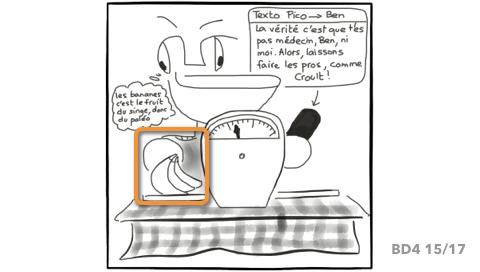 Texto Pico → Ben
La vérité c'est que t'es
pas médecin, Ben, ni
moi. Alors, laissons
faire les pros, comme
Croult!
les bananes
c'est le fruit
du singe, donc
du paléo
BD4 15/17